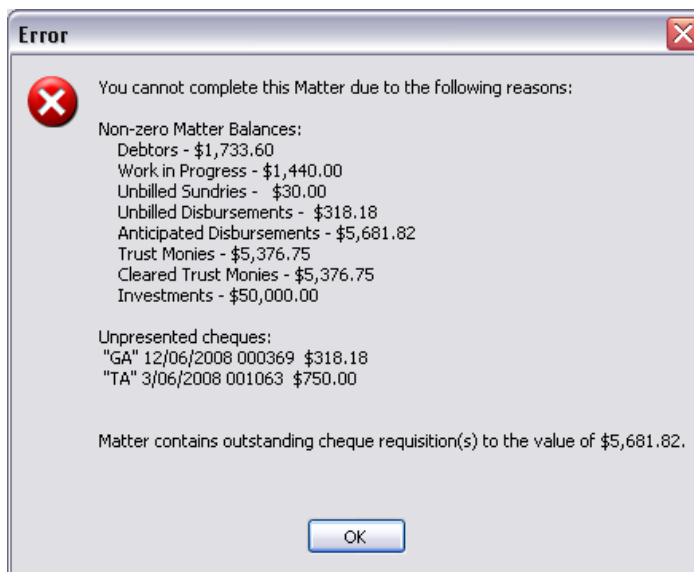 Error
You cannot complete this Matter due to the following reasons:
Non-zero Matter Balances:
Debtors - $1,733.60
Work in Progress - $1,440.00
Unbilled Sundries -   $30.00
Unbilled Disbursements -  $318.18
Anticipated Disbursements - $5,681.82
Trust Monies - $5,376.75
Cleared Trust Monies - $5,376.75
Investments - $50,000.00
Unpresented cheques:
"GA" 12/06/2008 000369  $318.18
"TA" 3/06/2008 001063  $750.00
Matter contains outstanding cheque requisition(s) to the value of $5,681.82.
OK